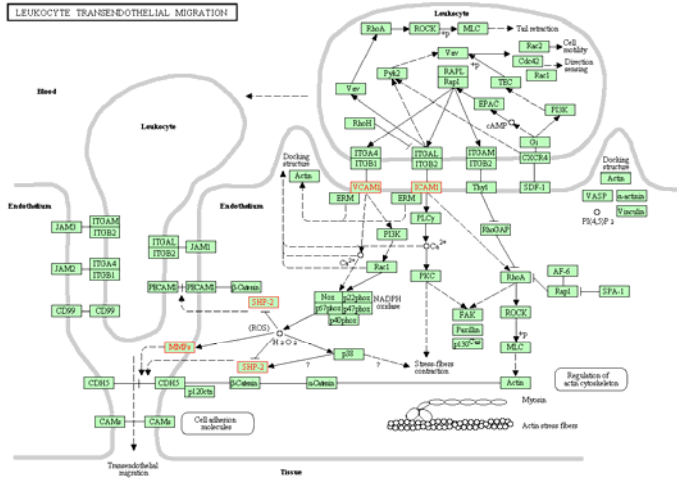 LEUKOCYTE TRANSENDOTHELIAL MIGRATION
Leukocyte
RhoA
ROCK
+p
MLC
Tail retraction
Vav
Rac2
Cell
motility
+p
Cdc42
Direction
sensing
Rac1
Pyk2
RAPL
Rap1
TEC
Vav
EPAC
PI3K
cAMP
RhoH
Gi
CXCR4
Blood
Leukocyte
ITGA4
ITGB1
ITGAL
ITGB2
ITGAM
ITGB2
Docking
structure
Actin
VCAM1
ICAM1
Thy1
SDF-1
Docking
structure
Actin
ERM
ERM
VASP
α-actinin
PI(4,5)P2
Vinculin
Endothelium
Endothelium
JAM3
ITGAM
ITGB2
ITGAL
ITGB2
JAM1
PI3K
PLCγ
RhoGAP
Ca2+
Ca2+
JAM2
ITGA4
ITGB1
Rac1
PKC
RhoA
AF-6
Rap1
SPA-1
PECAM1
PECAM1
β-Catenin
SHP-2
Nox
p22phox
p67phox
p47phox
p40phox
NADPH
oxidase
CD99
CD99
FAK
Paxillin
p130Cas
ROCK
+p
MLC
(ROS)
H2O2
MMPs
p38
SHP-2
?
?
Stress-fibers
contraction
CDH5
CDH5
p120ctn
β-Catenin
α-Catenin
Actin
Regulation of
actin cytoskeleton
CAMs
CAMs
Cell adhesion
molecules
Myosin
Actin stress fibers
Transendothelial
migration
Tissue